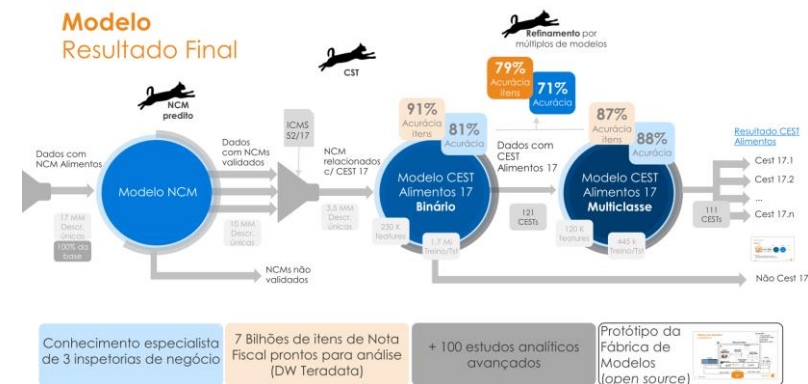 Modelo
Resultado Final
NCM
predito
CST
Refinamento por
múltiplos de modelos
79%
Acurácia
itens
71%
Acurácia
91%
Acurácia
itens
81%
Acurácia
87%
Acurácia
itens
88%
Acurácia
Dados com
NCM Alimentos
Modelo NCM
Dados
com NCMs
validados
ICMS
52/17
NCM
relacionados
c/ CEST 17
Modelo CEST
Alimentos 17
Binário
Dados com
CEST
Alimentos 17
Modelo CEST
Alimentos 17
Multiclasse
Resultado CEST
Alimentos
Cest 17.1
Cest 17.2
...
Cest 17.n
17 MM
Descr.
únicas
100% da
base
10 MM
Descr.
únicas
3,5 MM
Descr.
únicas
230 K
features
1,7 Mi
Treino/Tst
121
CESTs
120 K
features
445 k
Treino/Tst
111
CESTs
NCMs não
validados
Não Cest 17
Conhecimento especialista
de 3 inspetorias de negócio
7 Bilhões de itens de Nota
Fiscal prontos para análise
(DW Teradata)
+ 100 estudos analíticos
avançados
Protótipo da
Fábrica de
Modelos
(open source)